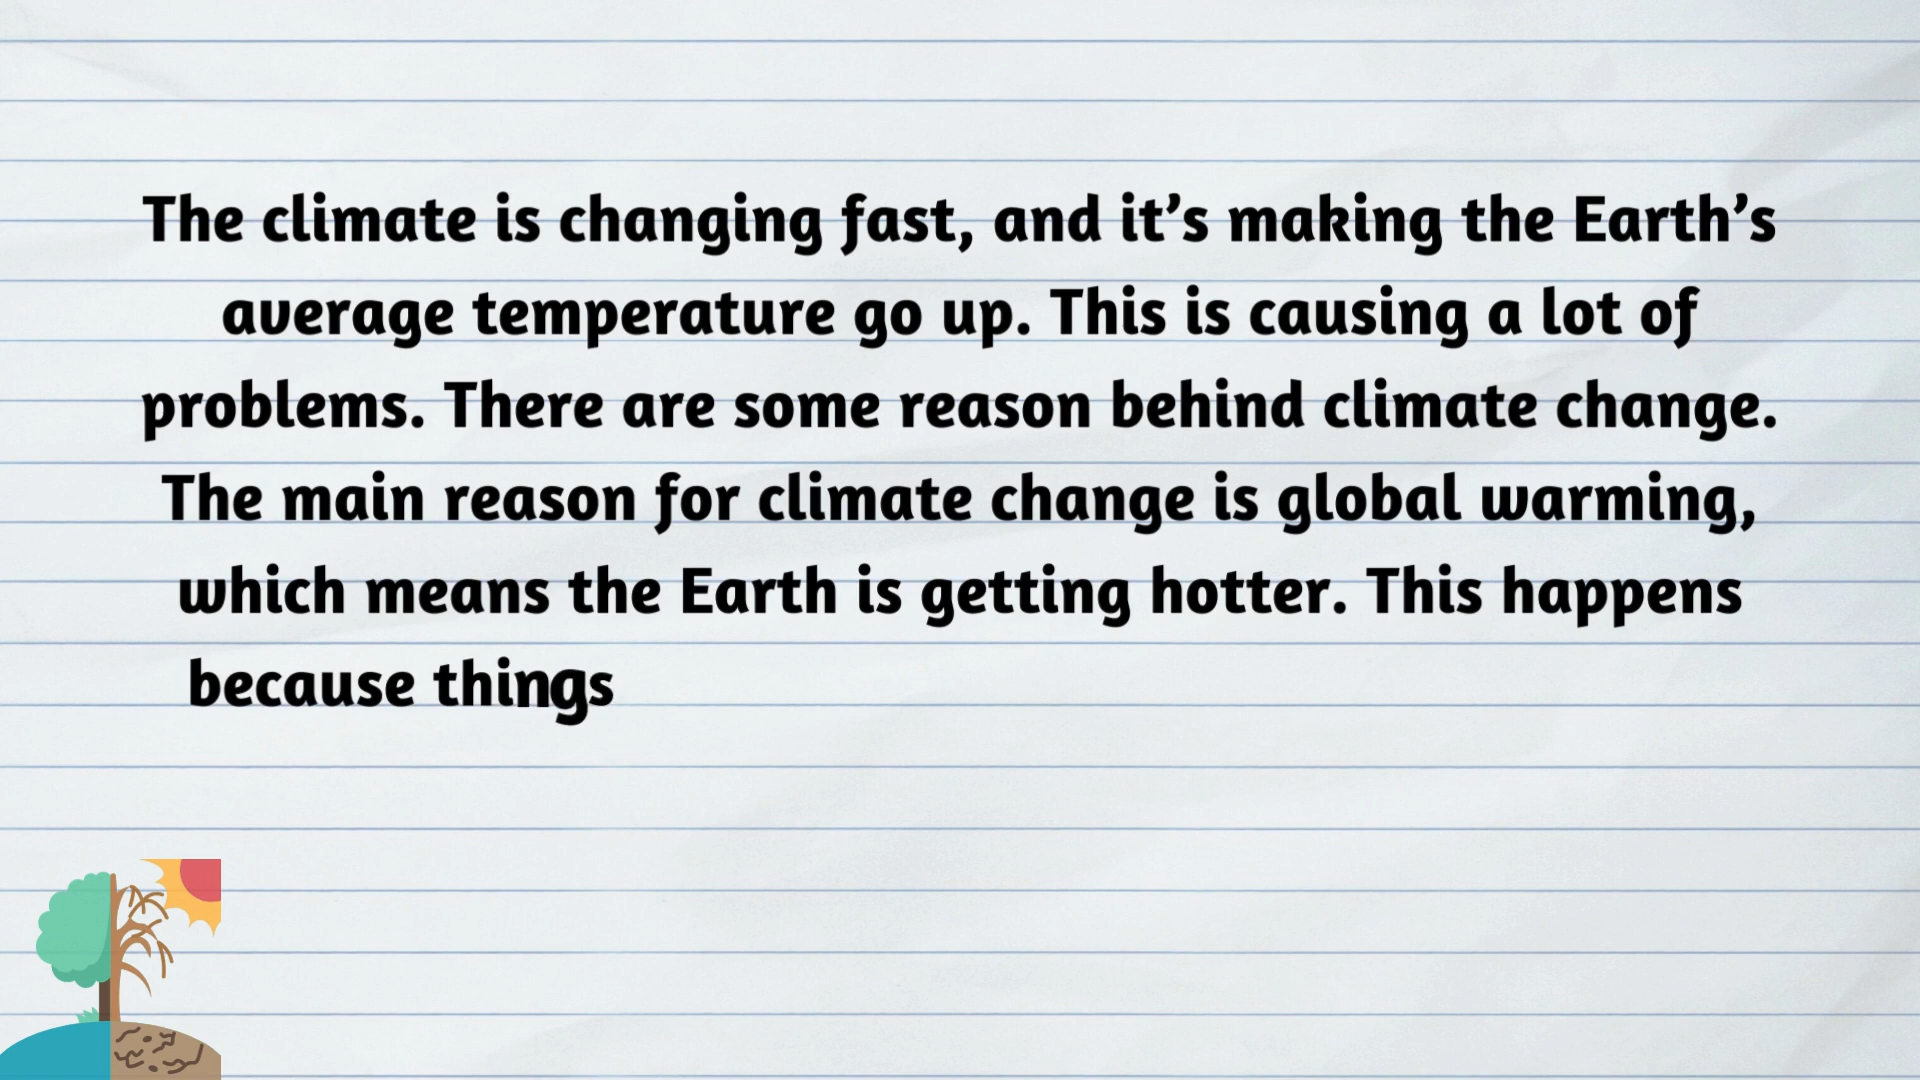 The climate is changing fast, and it’s making the Earth’s
average temperature go up. This is causing a lot of
problems. There are some reason behind climate change.
The main reason for climate change is global warming,
which means the Earth is getting hotter. This happens
because things